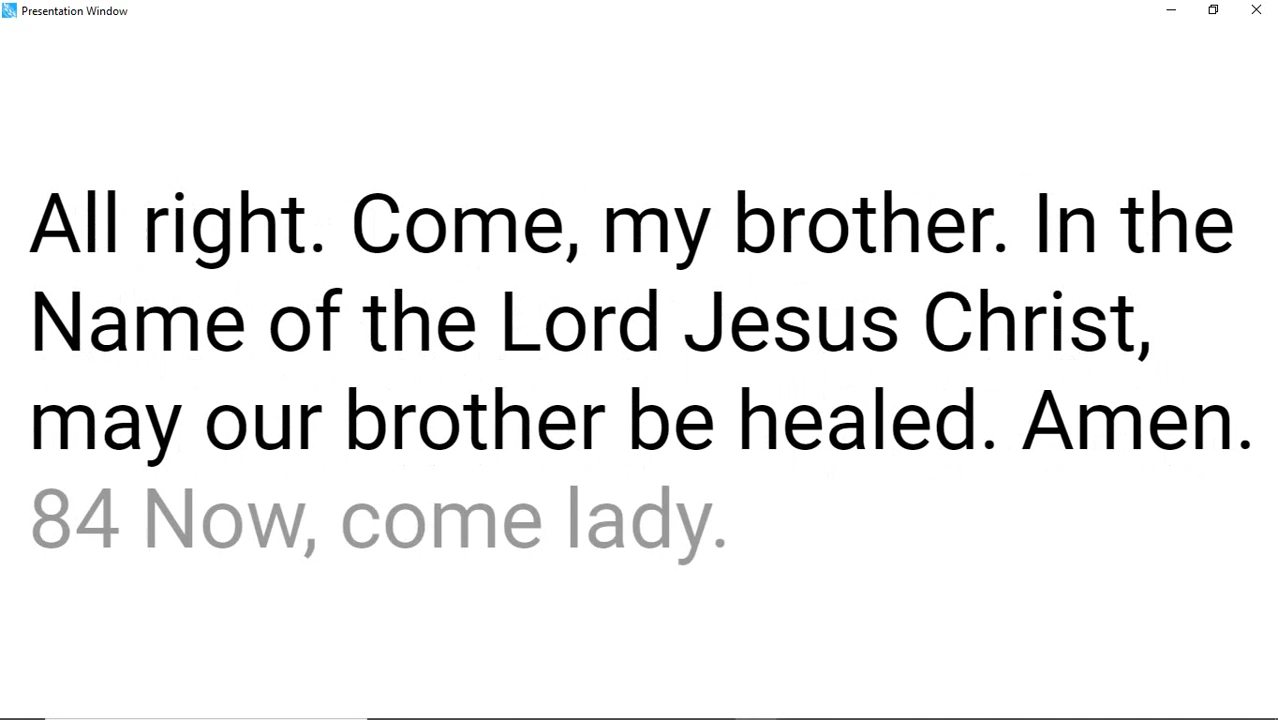 Presentation Window
All right. Come, my brother. In the
Name of the Lord Jesus Christ,
may our brother be healed. Amen.
84 Now, come lady.